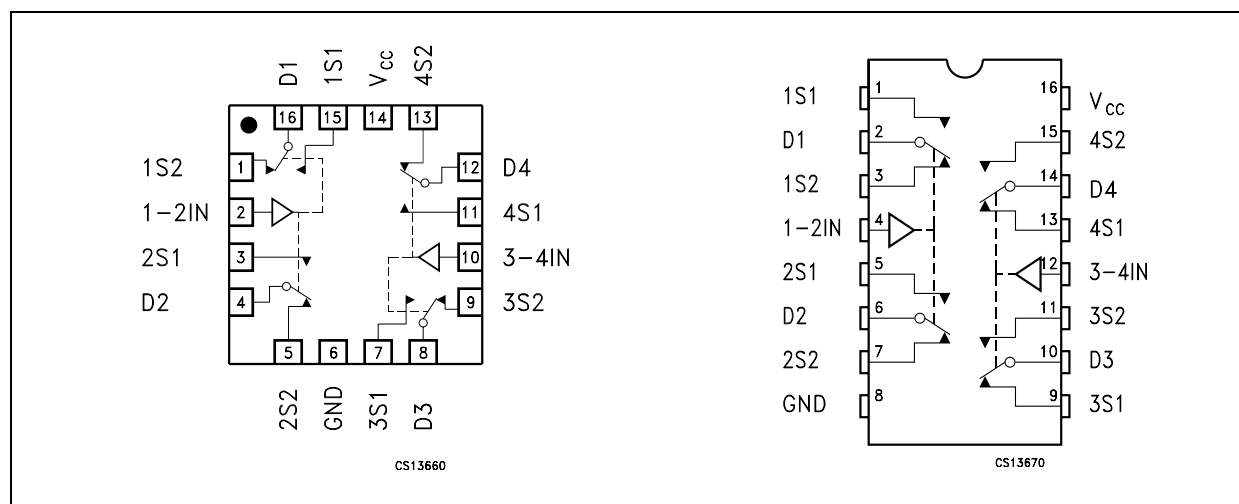 D1
1S1
VCC
4S2
16
15
14
13
1S2
1
12
D4
1-2IN
2
11
4S1
2S1
3
10
3-4IN
D2
4
9
3S2
5
6
7
8
2S2
GND
3S1
D3
CS13660
1S1
1
16
VCC
D1
2
15
4S2
1S2
3
14
D4
1-2IN
4
13
4S1
2S1
5
12
3-4IN
D2
6
11
3S2
2S2
7
10
D3
GND
8
9
3S1
CS13670